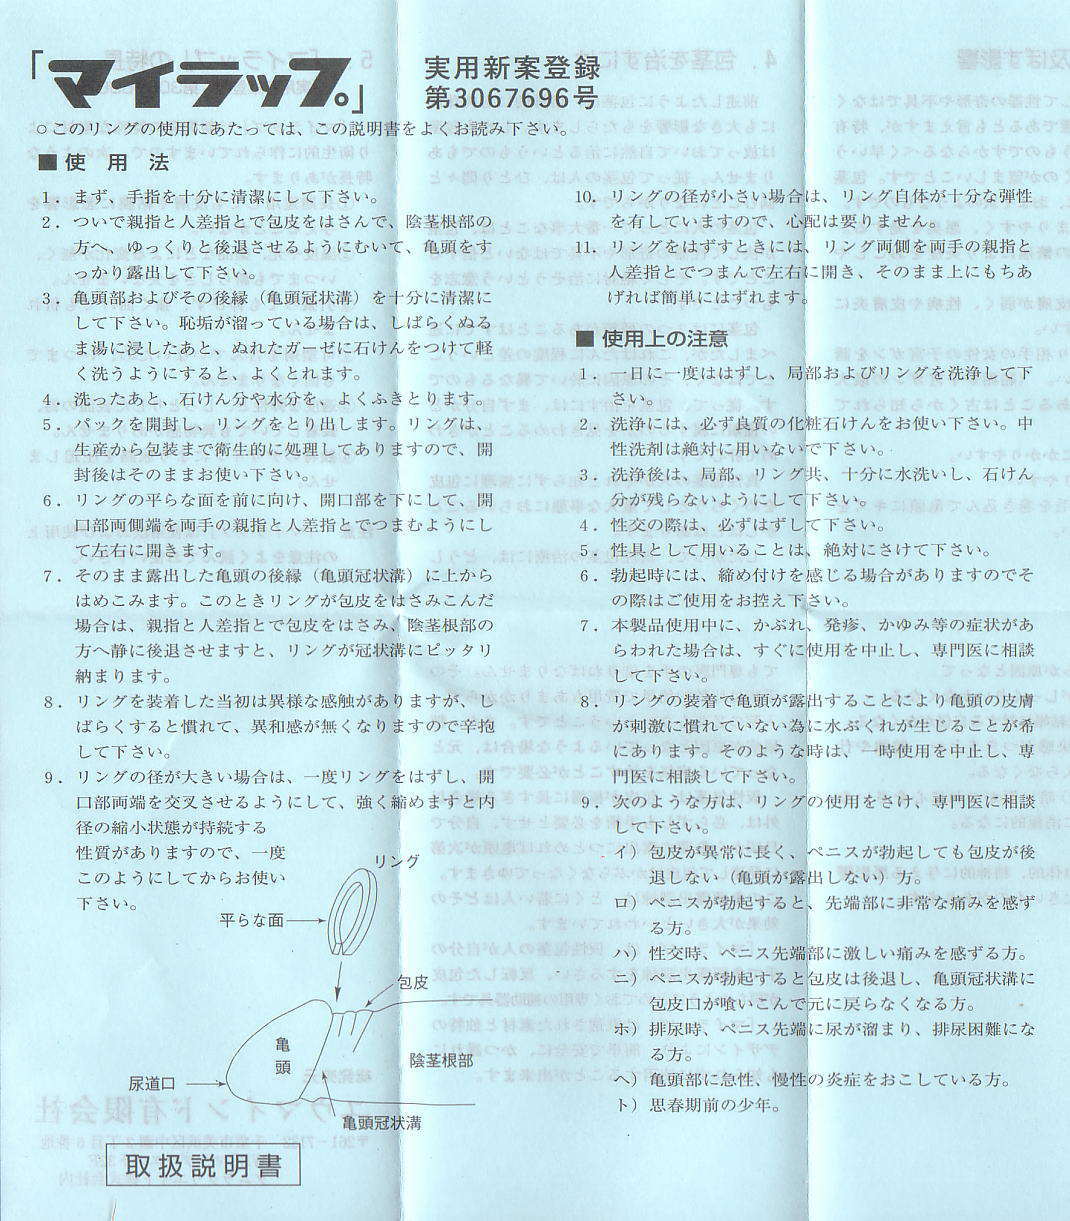 「マイラップ。」
実用新案登録
第3067696号
○このリングの使用にあたっては、この説明書をよくお読み下さい。
■使用法
1. まず、手指を十分に清潔にして下さい。
2. ついで親指と人差指とで包皮をはさんで、陰茎根部の
方へ、ゆっくりと後退させるようにむいて、亀頭をす
っかり露出して下さい。
3. 亀頭部およびその後縁（亀頭冠状溝）を十分に清潔に
して下さい。恥垢が溜っている場合は、しばらくぬる
ま湯に浸したあと、ぬれたガーゼに石けんをつけて軽
く洗うようにすると、よくとれます。
4. 洗ったあと、石けん分や水分を、よくふきとります。
5. パックを開封し、リングをとり出します。リングは、
生産から包装まで衛生的に処理してありますので、開
封後はそのままお使い下さい。
6. リングの平らな面を前に向け、開口部を下にして、開
口部両側端を両手の親指と人差指とでつまむようにし
て左右に開きます。
7. そのまま露出した亀頭の後縁（亀頭冠状溝）に上から
はめこみます。このときリングが包皮をはさみこんだ
場合は、親指と人差指とで包皮をはさみ、陰茎根部の
方へ静に後退させますと、リングが冠状溝にピッタリ
納まります。
8. リングを装着した当初は異様な感触がありますが、し
ばらくすると慣れて、異和感が無くなりますので辛抱
して下さい。
9. リングの径が大きい場合は、一度リングをはずし、開
口部両端を交叉させるようにして、強く縮めますと内
径の縮小状態が持続する
性質がありますので、一度
このようにしてからお使い
下さい。
リング
平らな面
包皮
亀頭
陰茎根部
尿道口
亀頭冠状溝
取扱説明書
10. リングの径が小さい場合は、リング自体が十分な弾性
を有していますので、心配は要りません。
11. リングをはずすときには、リング両側を両手の親指と
人差指とでつまんで左右に開き、そのまま上にもちあ
げれば簡単にはずれます。
■使用上の注意
1. 一日に一度ははずし、局部およびリングを洗浄して下
さい。
2. 洗浄には、必ず良質の化粧石けんをお使い下さい。中
性洗剤は絶対に用いないで下さい。
3. 洗浄後は、局部、リング共、十分に水洗いし、石けん
分が残らないようにして下さい。
4. 性交の際は、必ずはずして下さい。
5. 性具として用いることは、絶対にさけて下さい。
6. 勃起時には、締め付けを感じる場合がありますのでそ
の際はご使用をお控え下さい。
7. 本製品使用中に、かぶれ、発疹、かゆみ等の症状があ
らわれた場合は、すぐに使用を中止し、専門医に相談
して下さい。
8. リングの装着で亀頭が露出することにより亀頭の皮膚
が刺激に慣れていない為に水ぶくれが生じることが希
にあります。そのような時は、一時使用を中止し、専
門医に相談して下さい。
9. 次のような方は、リングの使用をさけ、専門医に相談
して下さい。
イ）包皮が異常に長く、ペニスが勃起しても包皮が後
退しない（亀頭が露出しない）方。
ロ）ペニスが勃起すると、先端部に非常な痛みを感ず
る方。
ハ）性交時、ペニス先端部に激しい痛みを感ずる方。
ニ）ペニスが勃起すると包皮は後退し、亀頭冠状溝に
包皮口が喰いこんで元に戻らなくなる方。
ホ）排尿時、ペニス先端に尿が溜まり、排尿困難にな
る方。
ヘ）亀頭部に急性、慢性の炎症をおこしている方。
ト）思春期前の少年。